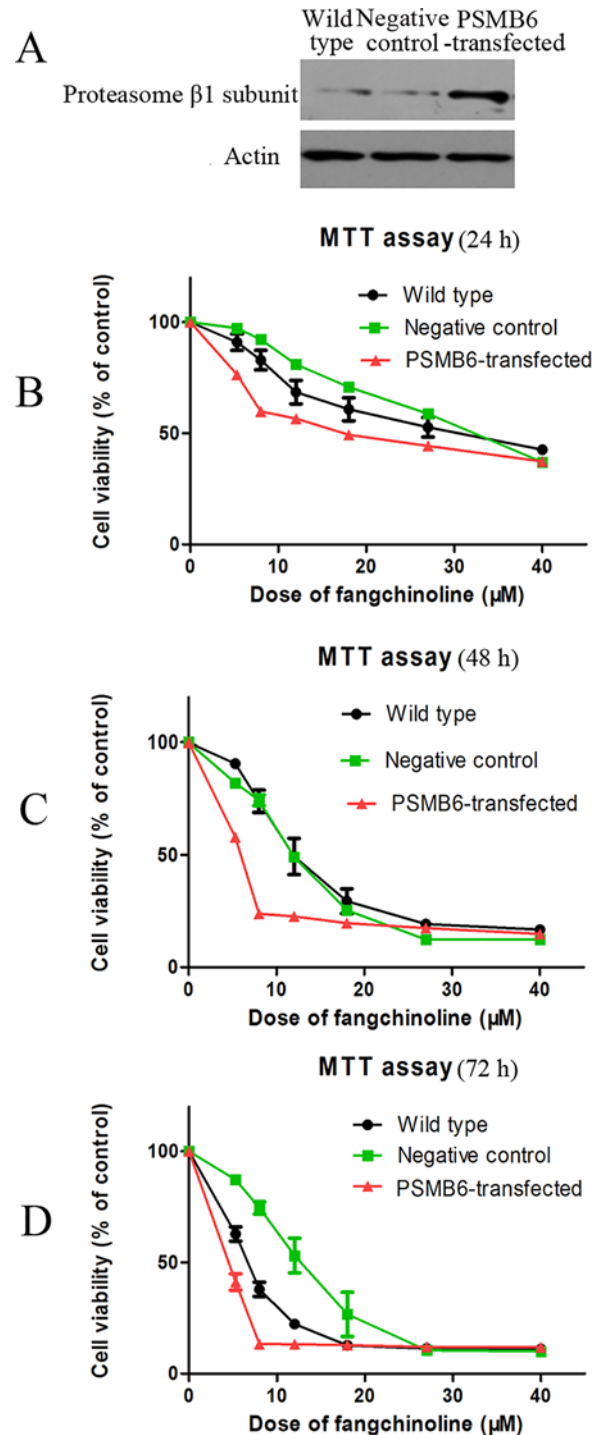 A
Wild Negative PSMB6
type control -transfected
Proteasome β1 subunit
Actin
MTT assay (24 h)
B
Cell viability (% of control)
100
50
0
Wild type
Negative control
PSMB6-transfected
0 10 20 30 40
Dose of fangchinoline (µM)
MTT assay (48 h)
C
Cell viability (% of control)
100
50
0
Wild type
Negative control
PSMB6-transfected
0 10 20 30 40
Dose of fangchinoline (µM)
MTT assay (72 h)
D
Cell viability (% of control)
100
50
0
Wild type
Negative control
PSMB6-transfected
0 10 20 30 40
Dose of fangchinoline (µM)